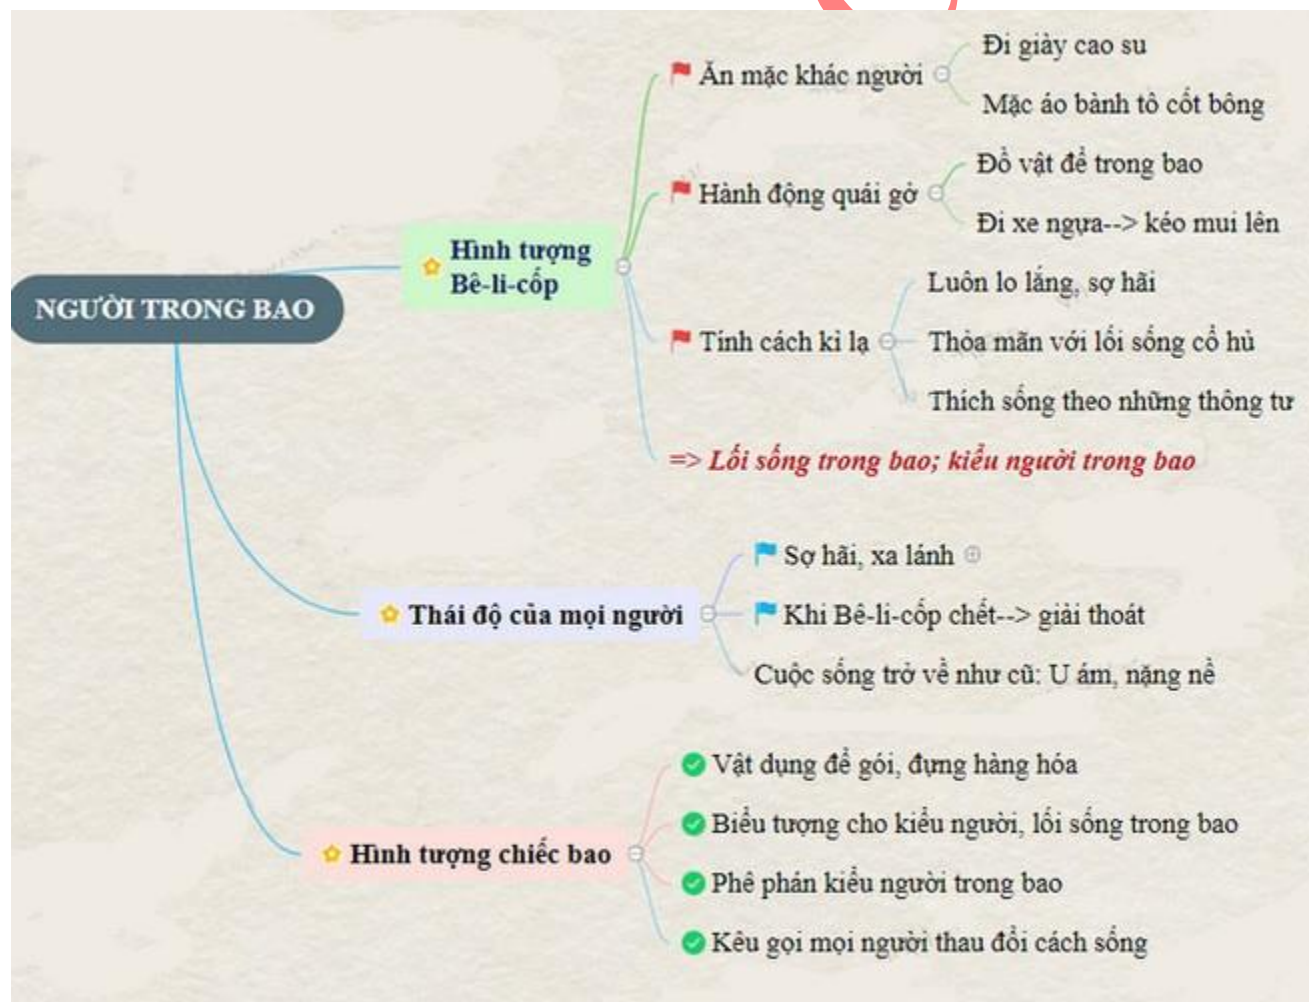 NGƯỜI TRONG BAO
Hình tượng
Bê-li-cốp
Ăn mặc khác người
Đi giày cao su
Mặc áo bành tô cốt bông
Hành động quái gở
Đồ vật để trong bao
Đi xe ngựa--> kéo mui lên
Tính cách kì lạ
Luôn lo lắng, sợ hãi
Thỏa mãn với lối sống cổ hủ
Thích sống theo những thông tư
=> Lối sống trong bao; kiểu người trong bao
Thái độ của mọi người
Sợ hãi, xa lánh
Khi Bê-li-cốp chết--> giải thoát
Cuộc sống trở về như cũ: U ám, nặng nề
Hình tượng chiếc bao
Vật dụng để gói, đựng hàng hóa
Biểu tượng cho kiểu người, lối sống trong bao
Phê phán kiểu người trong bao
Kêu gọi mọi người thau đổi cách sống